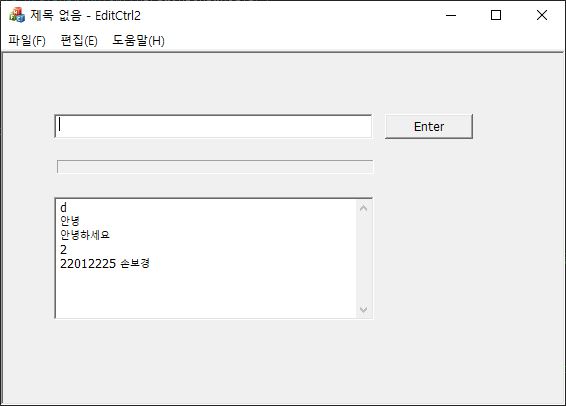 제목 없음 - EditCtrl2
파일(F) 편집(E) 도움말(H)
Enter
d
안녕
안녕하세요
2
22012225 손보경